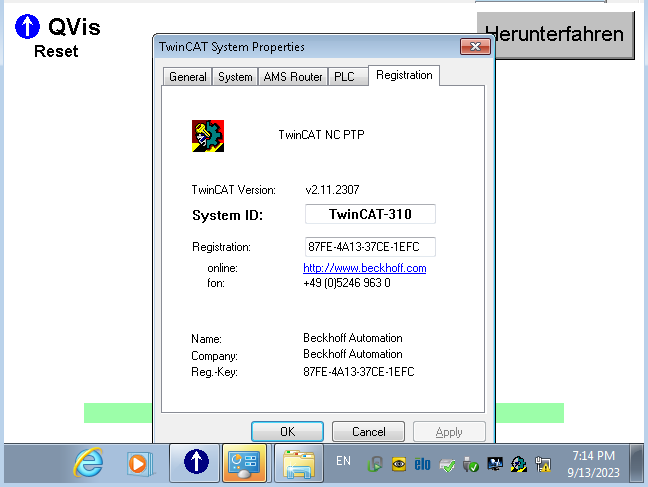 QVis
Reset
Herunterfahren
TwinCAT System Properties
General System AMS Router PLC Registration
TwinCAT NC PTP
TwinCAT Version: v2.11.2307
System ID: TwinCAT-310
Registration: 87FE-4A13-37CE-1EFC
online: http://www.beckhoff.com
fon: +49 (0)5246 963 0
Name: Beckhoff Automation
Company: Beckhoff Automation
Reg.-Key: 87FE-4A13-37CE-1EFC
OK Cancel Apply
EN elo 7:14 PM
9/13/2023